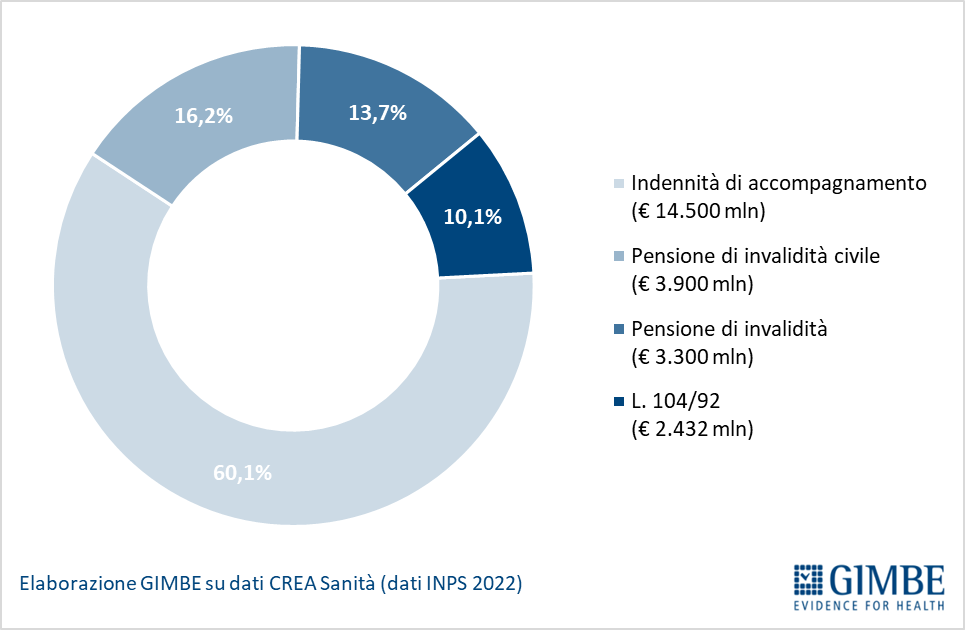 16,2%
13,7%
10,1%
60,1%
Indennità di accompagnamento
(€ 14.500 mln)
Pensione di invalidità civile
(€ 3.900 mln)
Pensione di invalidità
(€ 3.300 mln)
L. 104/92
(€ 2.432 mln)
Elaborazione GIMBE su dati CREA Sanità (dati INPS 2022)
GIMBE
EVIDENCE FOR HEALTH